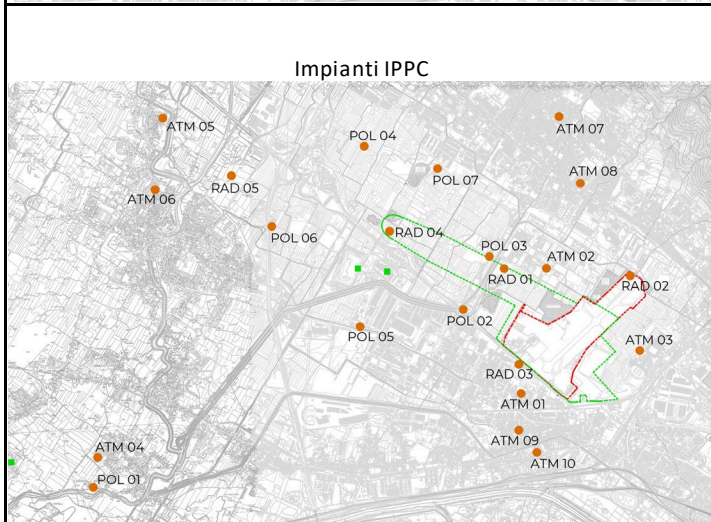 Impianti IPPC
ATM 05
POL 04
ATM 07
ATM 06
RAD 05
POL 07
ATM 08
POL 06
RAD 04
POL 03
RAD 01
ATM 02
RAD 02
POL 02
POL 05
ATM 03
RAD 03
ATM 01
ATM 09
ATM 10
ATM 04
POL 01